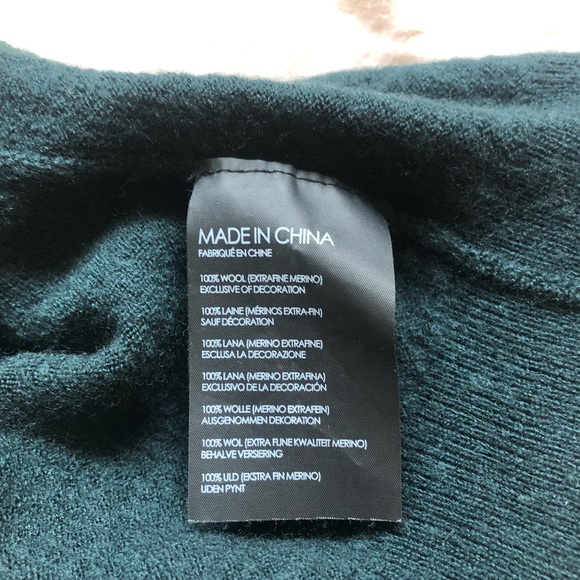 MADE IN CHINA
FABRIQUÉ EN CHINE
100% WOOL (EXTRAFINE MERINO)
EXCLUSIVE OF DECORATION
100% LAINE (MÉRINOS EXTRA-FIN)
SAUF DÉCORATION
100% LANA (MERINO EXTRAFINE)
ESCLUSA LA DECORAZIONE
100% LANA (MERINO EXTRAFINA)
EXCLUSIVO DE LA DECORACIÓN
100% WOLLE (MERINO EXTRAFEIN)
AUSGENOMMEN DEKORATION
100% WOL (EXTRA FIJNE KWALITEIT MERINO)
BEHALVE VERSIERING
100% ULD (EKSTRA FIN MERINO)
UDEN PYNT